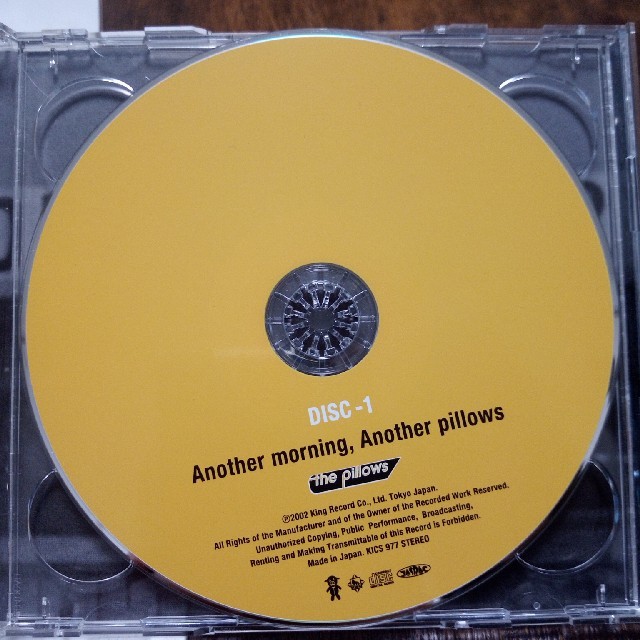 DISC-1
Another morning, Another pillows
the pillows
℗2002 King Record Co., Ltd. Tokyo Japan.
All Rights of the Manufacturer and of the Owner of the Recorded Work Reserved.
Unauthorized Copying, Public Performance, Broadcasting,
Renting and Making Transmittable of this Record is Forbidden.
Made in Japan. KICS 977 STEREO